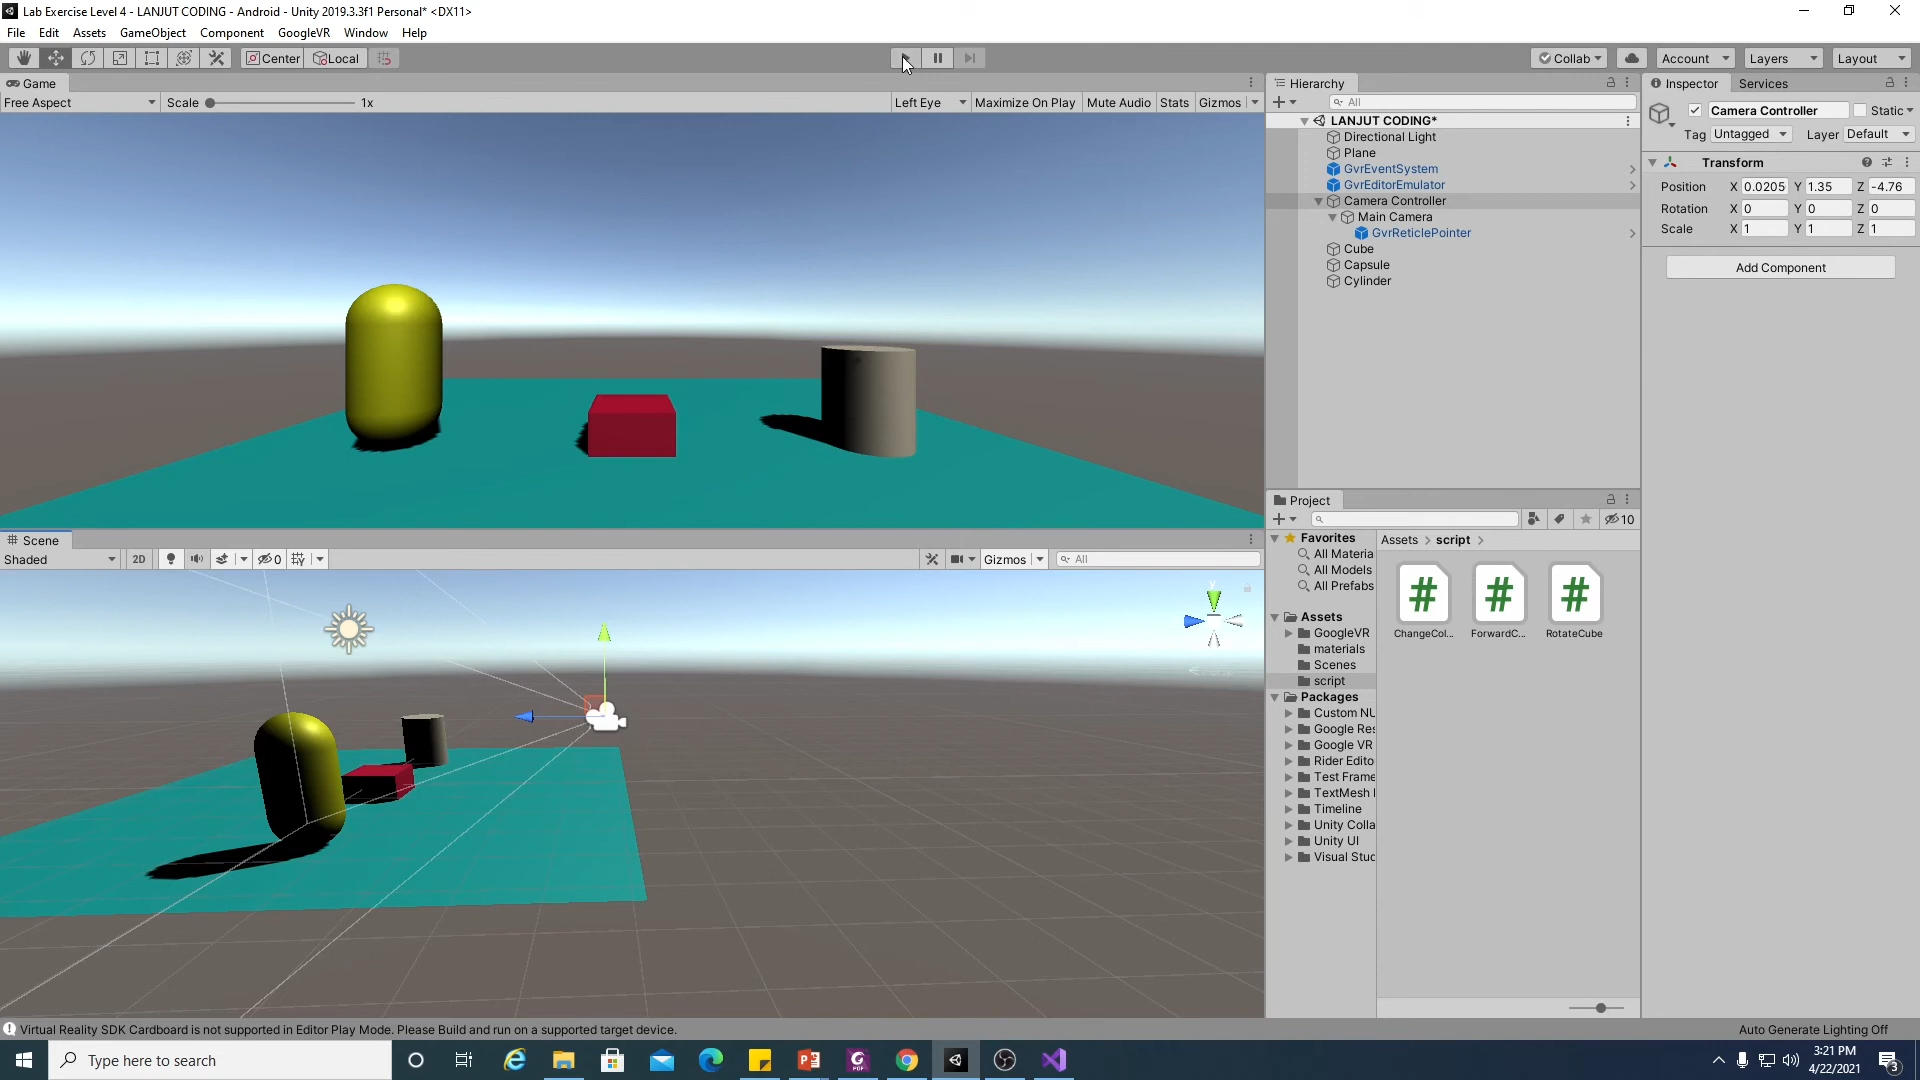 Lab Exercise Level 4 - LANJUT CODING - Android - Unity 2019.3.3f1 Personal* <DX11>
File Edit Assets GameObject Component GoogleVR Window Help
Center Local
Collab Account Layers Layout
Game
Free Aspect Scale 1x Left Eye Maximize On Play Mute Audio Stats Gizmos
Hierarchy
All
LANJUT CODING*
Directional Light
Plane
GvrEventSystem
GvrEditorEmulator
Camera Controller
Main Camera
GvrReticlePointer
Cube
Capsule
Cylinder
Inspector Services
Camera Controller Static
Tag Untagged Layer Default
Transform
Position X 0.0205 Y 1.35 Z -4.76
Rotation X 0 Y 0 Z 0
Scale X 1 Y 1 Z 1
Add Component
Scene
Shaded 2D 0 Gizmos All
y
Project
10
Favorites
All Materia
All Models
All Prefabs
Assets
GoogleVR
materials
Scenes
script
Packages
Custom NU
Google Res
Google VR
Rider Edito
Test Frame
TextMesh
Timeline
Unity Colla
Unity UI
Visual Stud
Assets > script >
# # #
ChangeCol... ForwardC... RotateCube
Virtual Reality SDK Cardboard is not supported in Editor Play Mode. Please Build and run on a supported target device.
Auto Generate Lighting Off
Type here to search
3:21 PM
4/22/2021
3